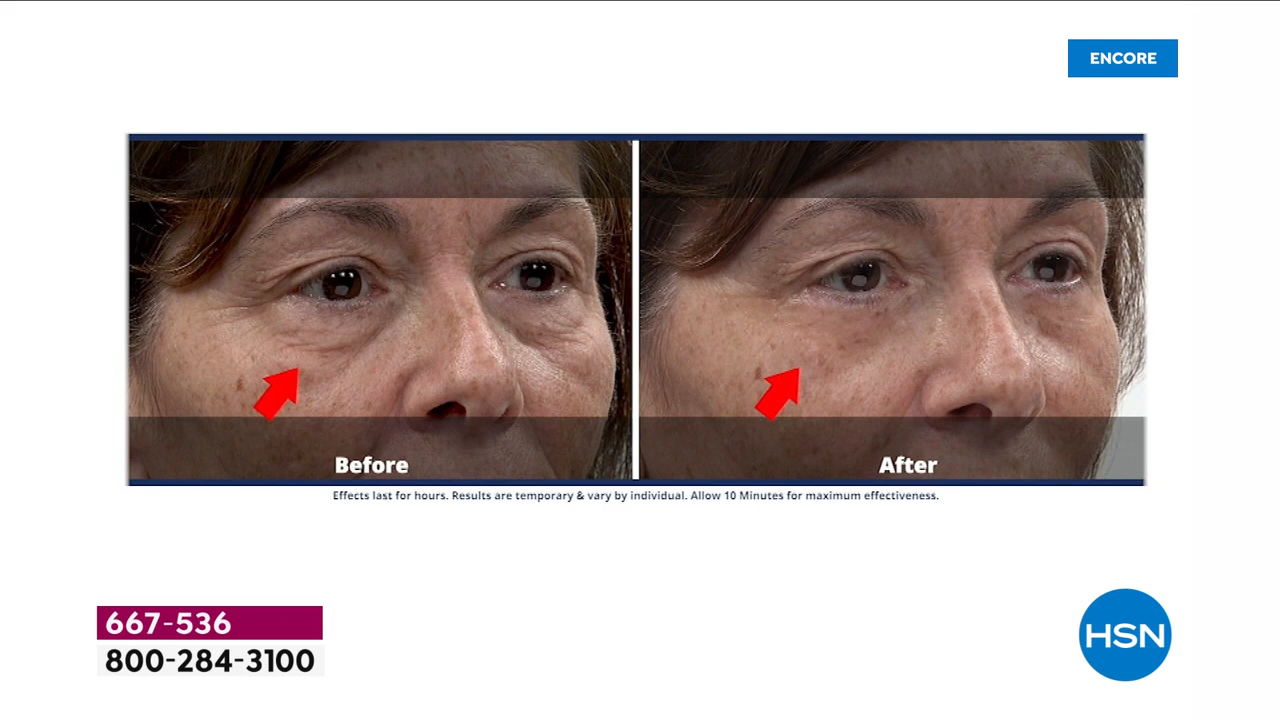 ENCORE
Before
After
Effects last for hours. Results are temporary & vary by individual. Allow 10 Minutes for maximum effectiveness.
667-536
800-284-3100
HSN